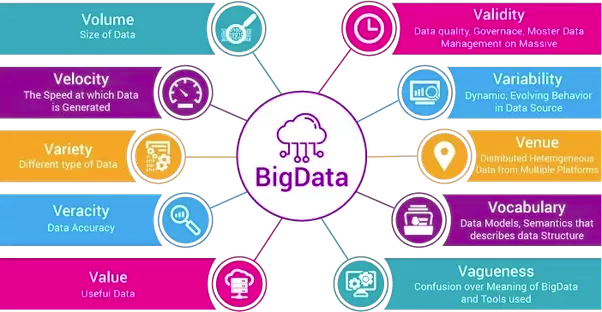 Volume
Size of Data
Velocity
The Speed at which Data
is Generated
Variety
Different type of Data
Veracity
Data Accuracy
Value
Useful Data
BigData
Validity
Data quality, Governace, Moster Data
Management on Massive
Variability
Dynamic, Evolving Behavior
in Data Source
Venue
Distributed Heterogeneous
Data from Multiple Platforms
Vocabulary
Data Models, Semantics that
describes data Structure
Vagueness
Confusion over Meaning of BigData
and Tools used